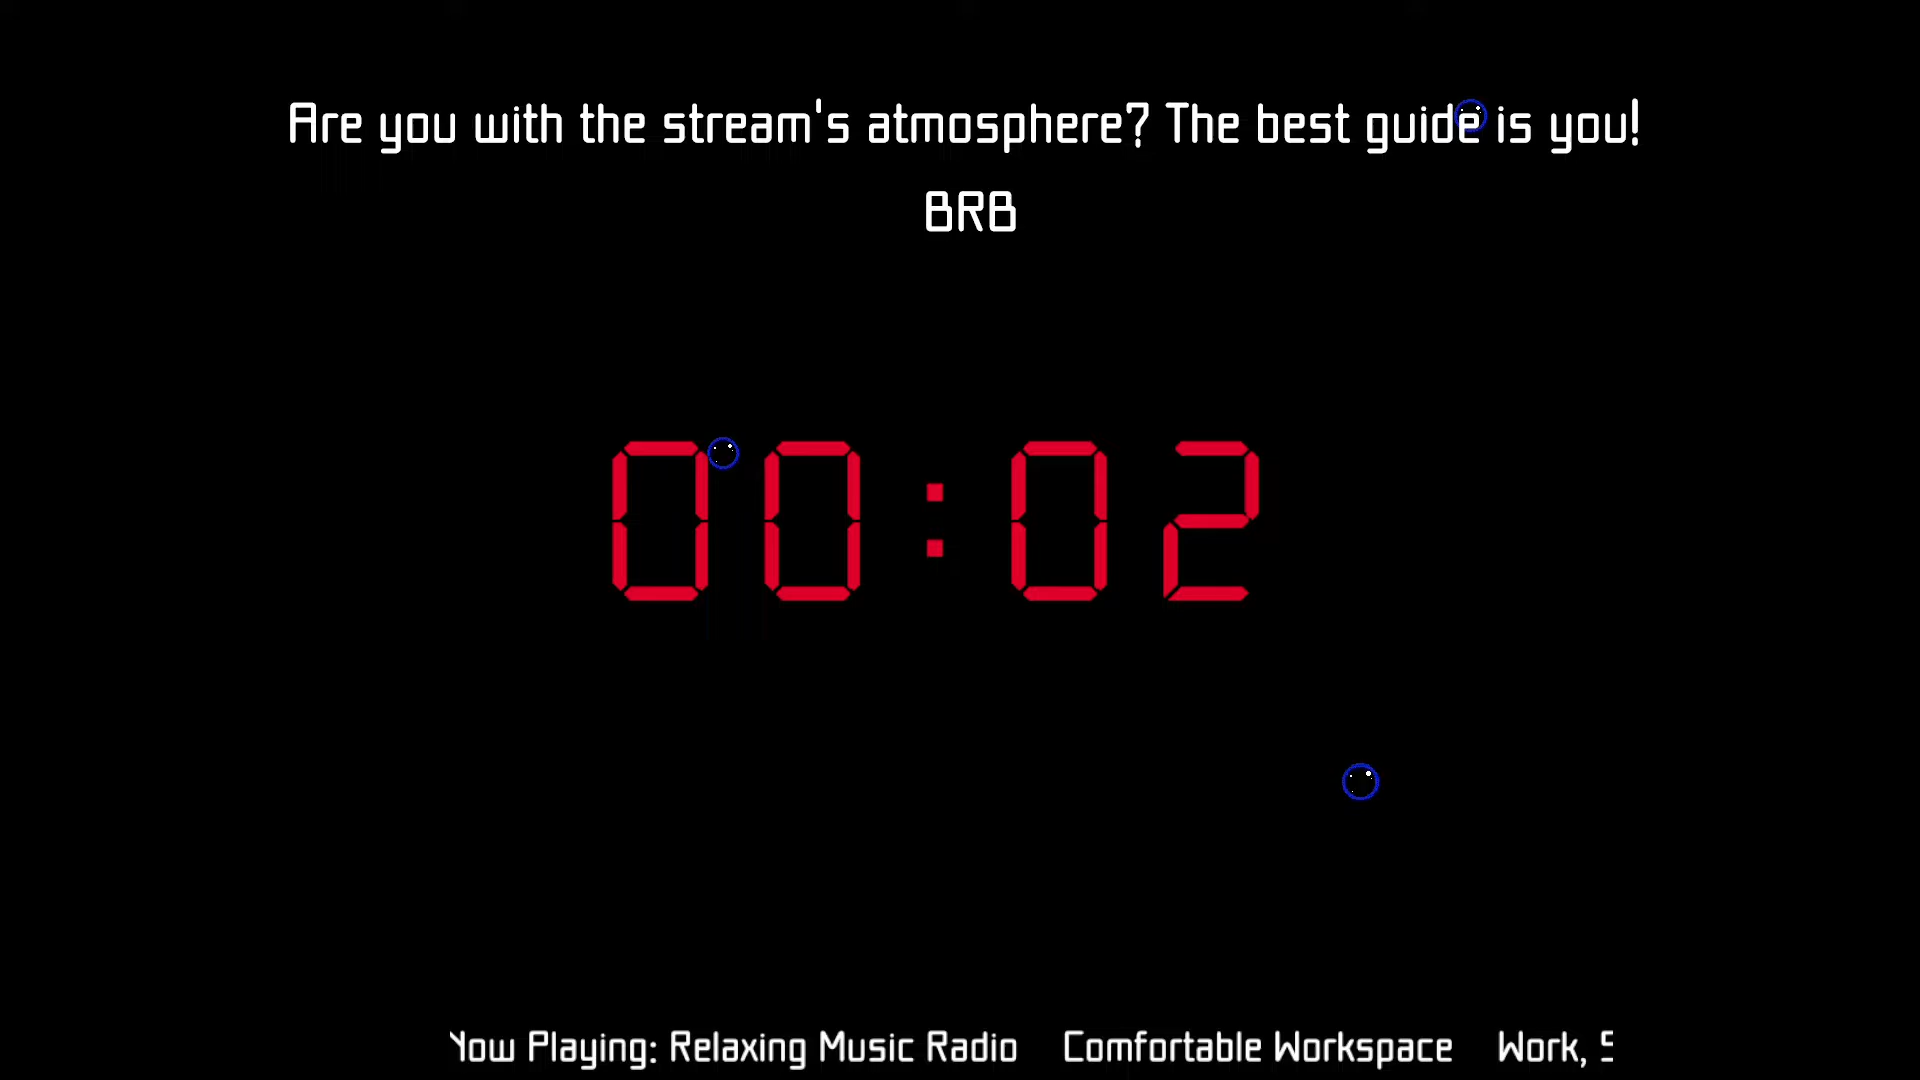 Are you with the stream's atmosphere? The best guide is you!
BRB
00:02
Playing: Relaxing Music Radio Comfortable Workspace Work,